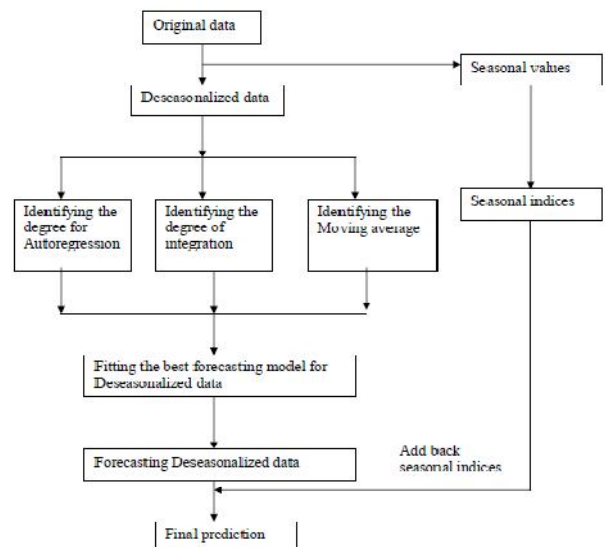 Original data
Seasonal values
Deseasonalized data
Identifying the
degree for
Autoregression
Identifying the
degree of
integration
Identifying the
Moving average
Seasonal indices
Fitting the best forecasting model for
Deseasonalized data
Forecasting Deseasonalized data
Add back
seasonal indices
Final prediction